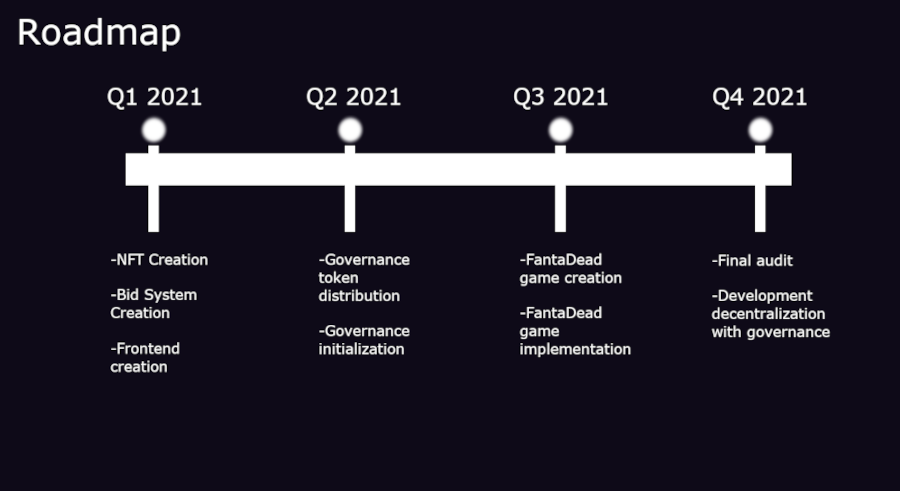 Roadmap
Q1 2021
Q2 2021
Q3 2021
Q4 2021
-NFT Creation
-Bid System
Creation
-Frontend
creation
-Governance
token
distribution
-Governance
initialization
-FantaDead
game creation
-FantaDead
game
implementation
-Final audit
-Development
decentralization
with governance